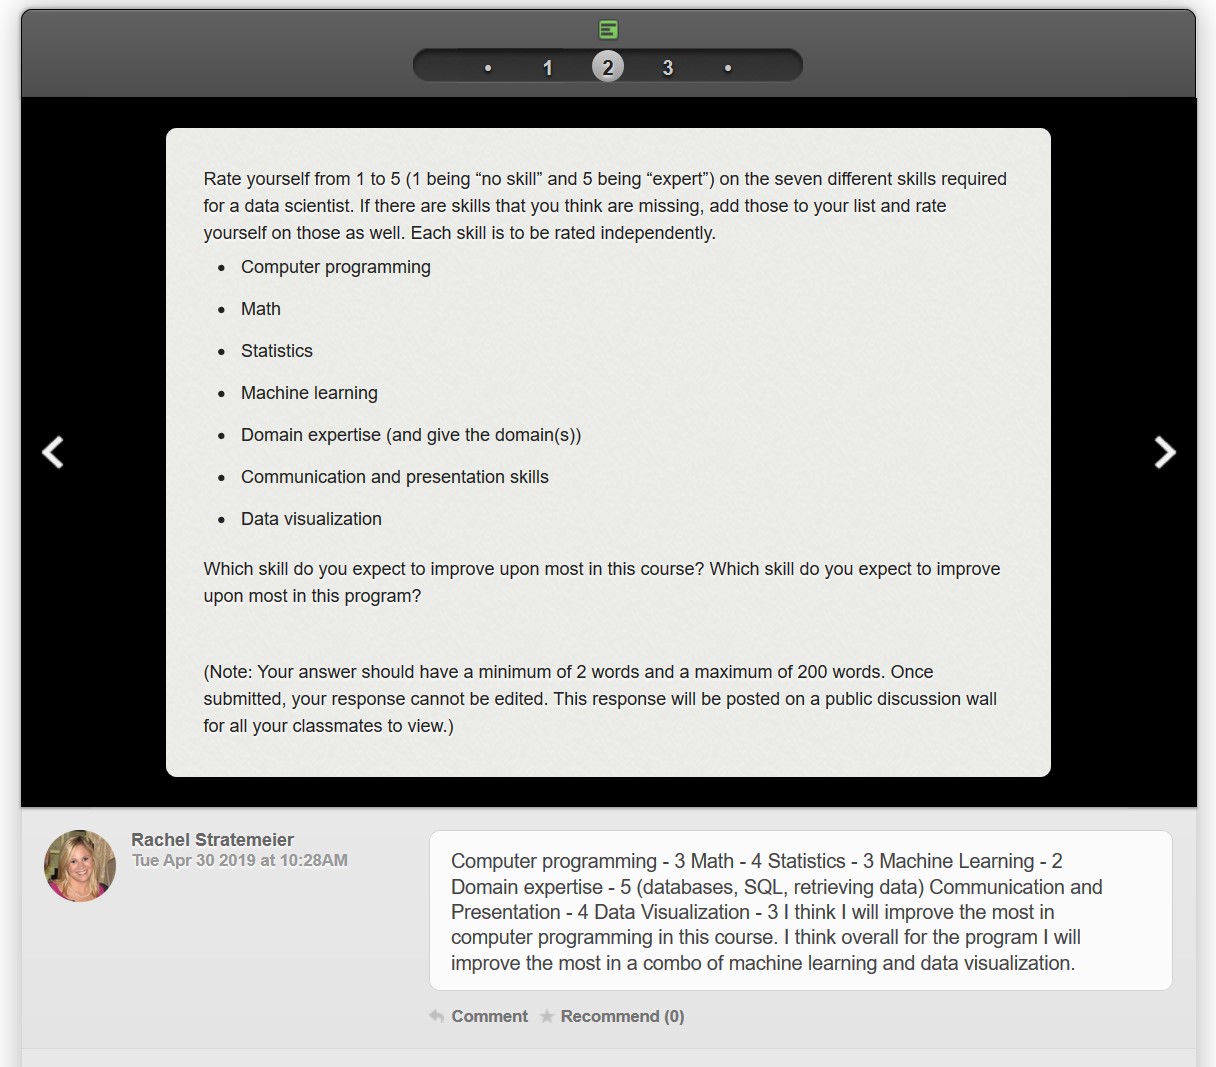 • 1 2 3 •
Rate yourself from 1 to 5 (1 being “no skill” and 5 being “expert”) on the seven different skills required
for a data scientist. If there are skills that you think are missing, add those to your list and rate
yourself on those as well. Each skill is to be rated independently.
• Computer programming
• Math
• Statistics
• Machine learning
• Domain expertise (and give the domain(s))
• Communication and presentation skills
• Data visualization
Which skill do you expect to improve upon most in this course? Which skill do you expect to improve
upon most in this program?
(Note: Your answer should have a minimum of 2 words and a maximum of 200 words. Once
submitted, your response cannot be edited. This response will be posted on a public discussion wall
for all your classmates to view.)
Rachel Stratemeier
Tue Apr 30 2019 at 10:28AM
Computer programming - 3 Math - 4 Statistics - 3 Machine Learning - 2
Domain expertise - 5 (databases, SQL, retrieving data) Communication and
Presentation - 4 Data Visualization - 3 I think I will improve the most in
computer programming in this course. I think overall for the program I will
improve the most in a combo of machine learning and data visualization.
Comment Recommend (0)